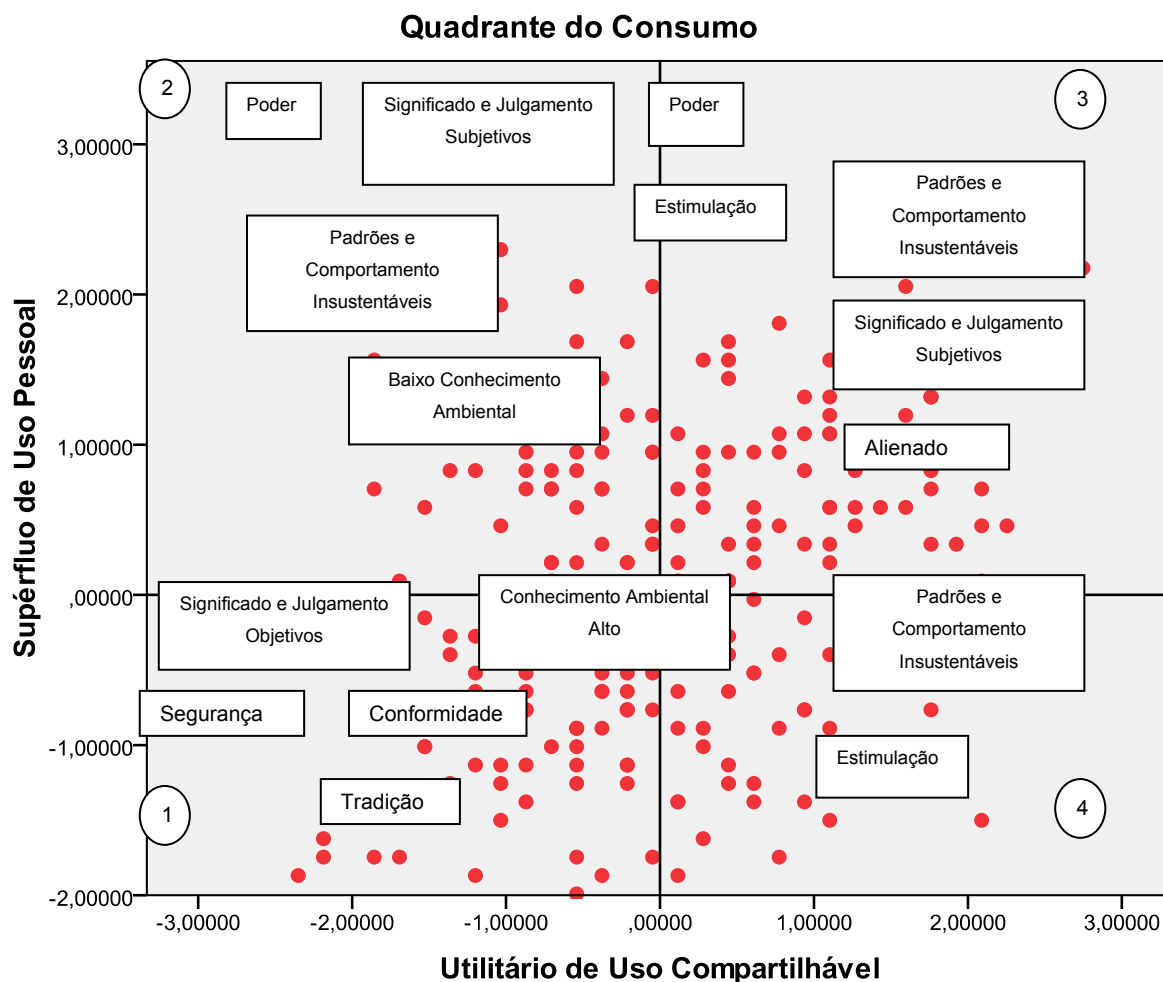 Quadrante do Consumo
2
Poder
Significado e Julgamento
Subjetivos
Poder
3
Estimulação
Padrões e
Comportamento
Insustentáveis
Padrões e
Comportamento
Insustentáveis
Significado e Julgamento
Subjetivos
Baixo Conhecimento
Ambiental
Alienado
Significado e Julgamento
Objetivos
Conhecimento Ambiental
Alto
Padrões e
Comportamento
Insustentáveis
Segurança
Conformidade
Estimulação
Tradição
1
4
Supérfluo de Uso Pessoal
3,00000
2,00000
1,00000
,00000
-1,00000
-2,00000
-3,00000
-2,00000
-1,00000
,00000
1,00000
2,00000
3,00000
Utilitário de Uso Compartilhável